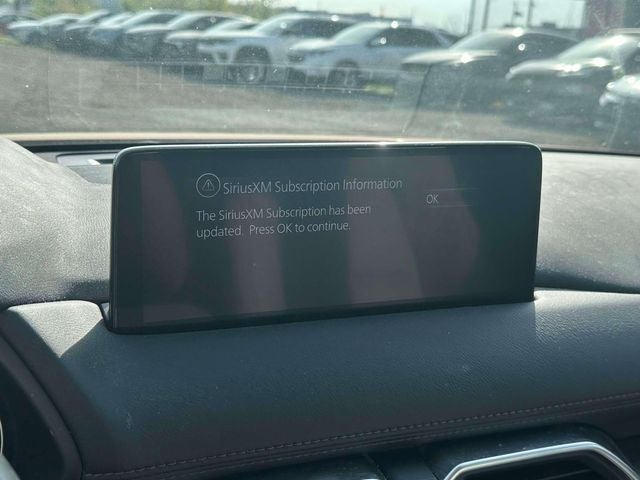 SiriusXM Subscription Information
The SiriusXM Subscription has been
updated. Press OK to continue.
OK